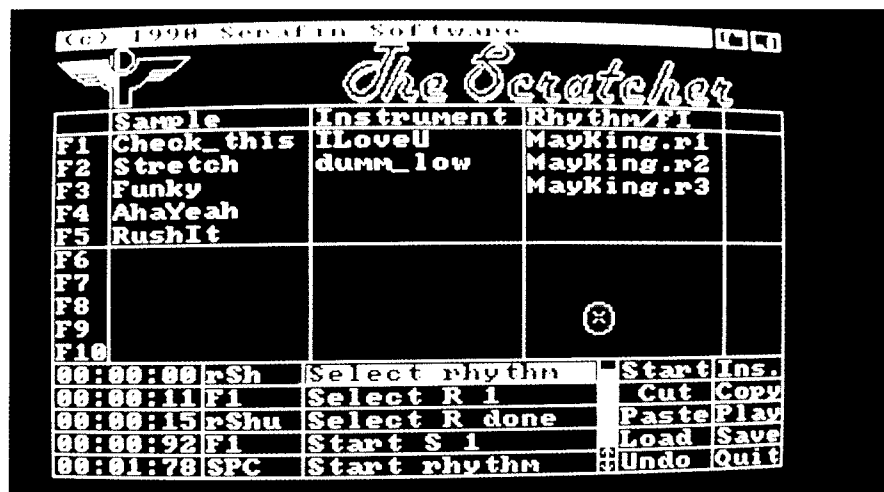 (c) 1990 Serafin Software
The Scratcher
Sample Instrument Rhythm/FI
F1 Check_this ILoveU MayKing.r1
F2 Stretch dumm_low MayKing.r2
F3 Funky MayKing.r3
F4 AhaYeah
F5 RushIt
F6
F7
F8
F9
F10
00:00:00 rSh Select rhythm Start Ins.
00:00:11 F1 Select R 1 Cut Copy
00:00:15 rShu Select R done Paste Play
00:00:92 F1 Start S 1 Load Save
00:01:78 SPC Start rhythm Undo Quit